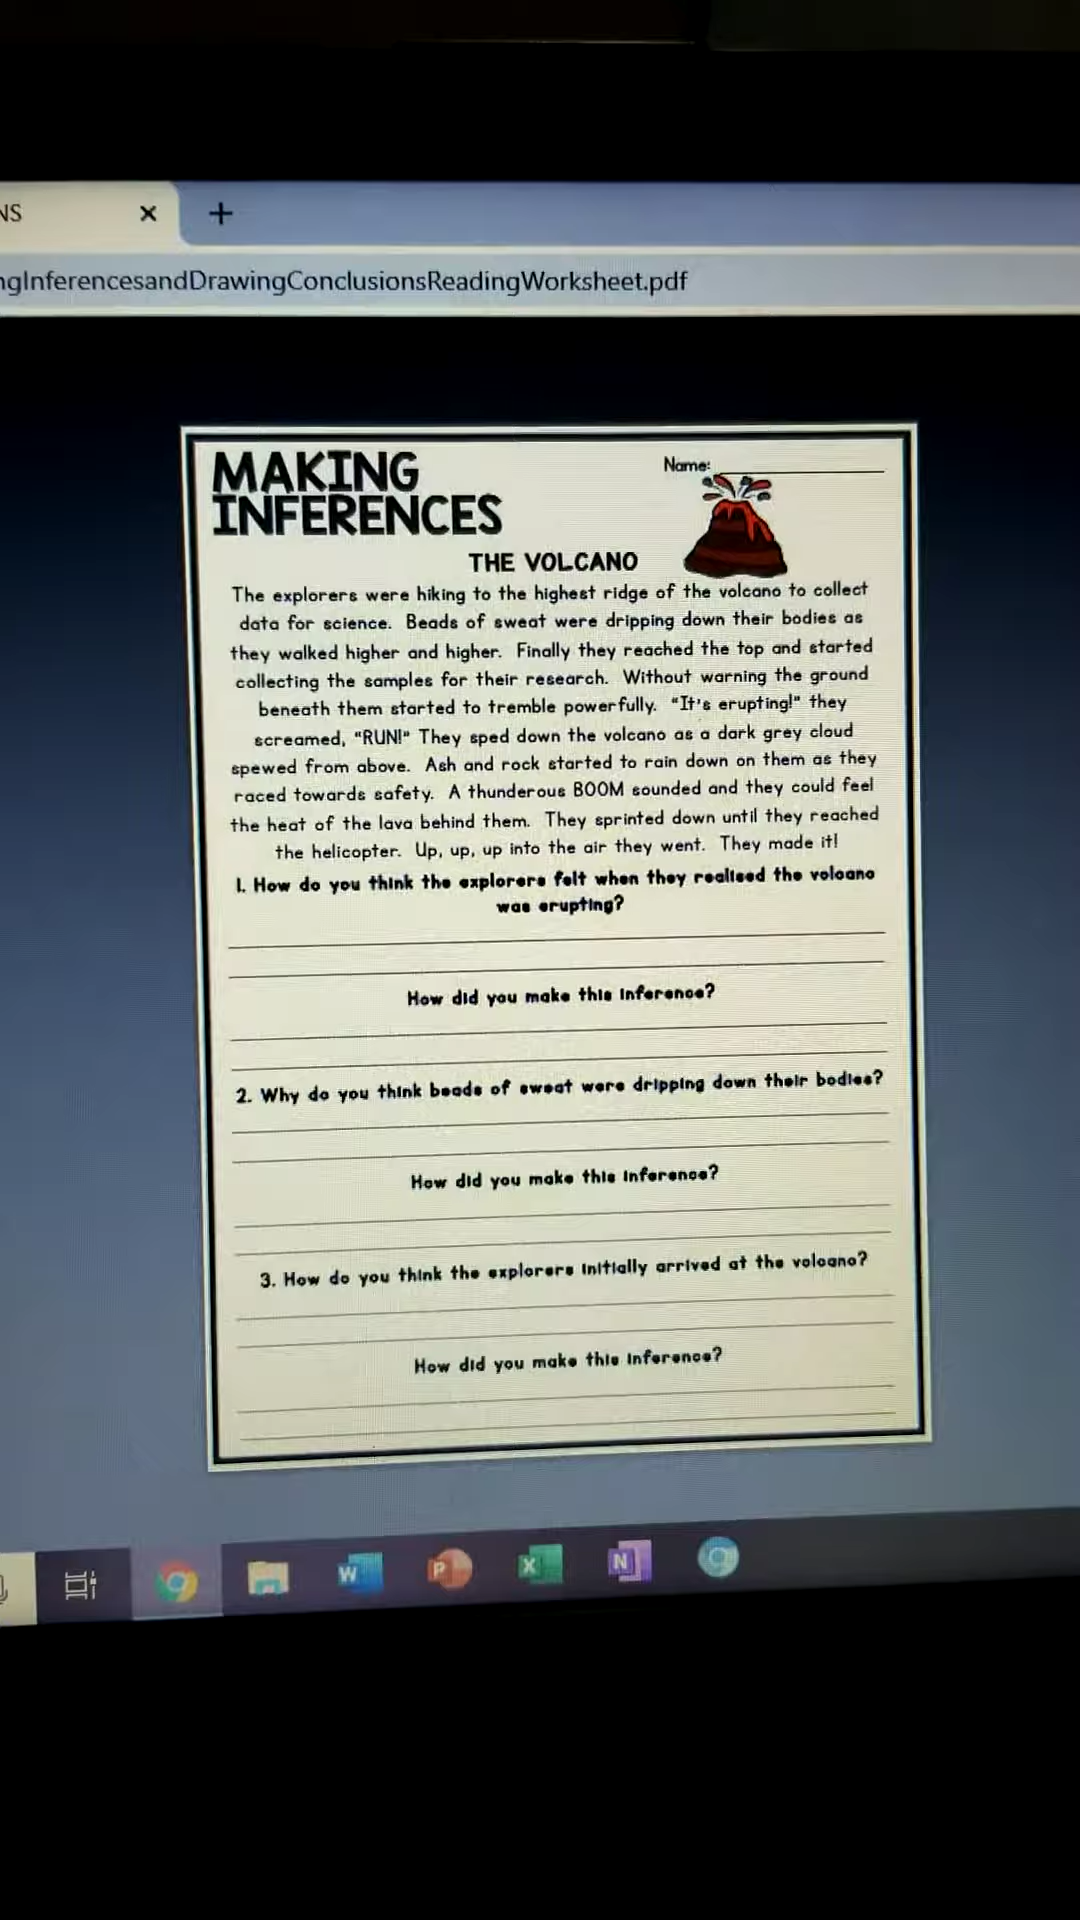 NS
ngInferencesandDrawingConclusionsReadingWorksheet.pdf
MAKING
INFERENCES
Name:
THE VOLCANO
The explorers were hiking to the highest ridge of the volcano to collect
data for science. Beads of sweat were dripping down their bodies as
they walked higher and higher. Finally they reached the top and started
collecting the samples for their research. Without warning the ground
beneath them started to tremble powerfully. "It's erupting!" they
screamed, "RUN!" They sped down the volcano as a dark grey cloud
spewed from above. Ash and rock started to rain down on them as they
raced towards safety. A thunderous BOOM sounded and they could feel
the heat of the lava behind them. They sprinted down until they reached
the helicopter. Up, up, up into the air they went. They made it!
1. How do you think the explorers felt when they realised the volcano
was erupting?
How did you make this inference?
2. Why do you think beads of sweat were dripping down their bodies?
How did you make this inference?
3. How do you think the explorers initially arrived at the volcano?
How did you make this inference?
W
P
X
N